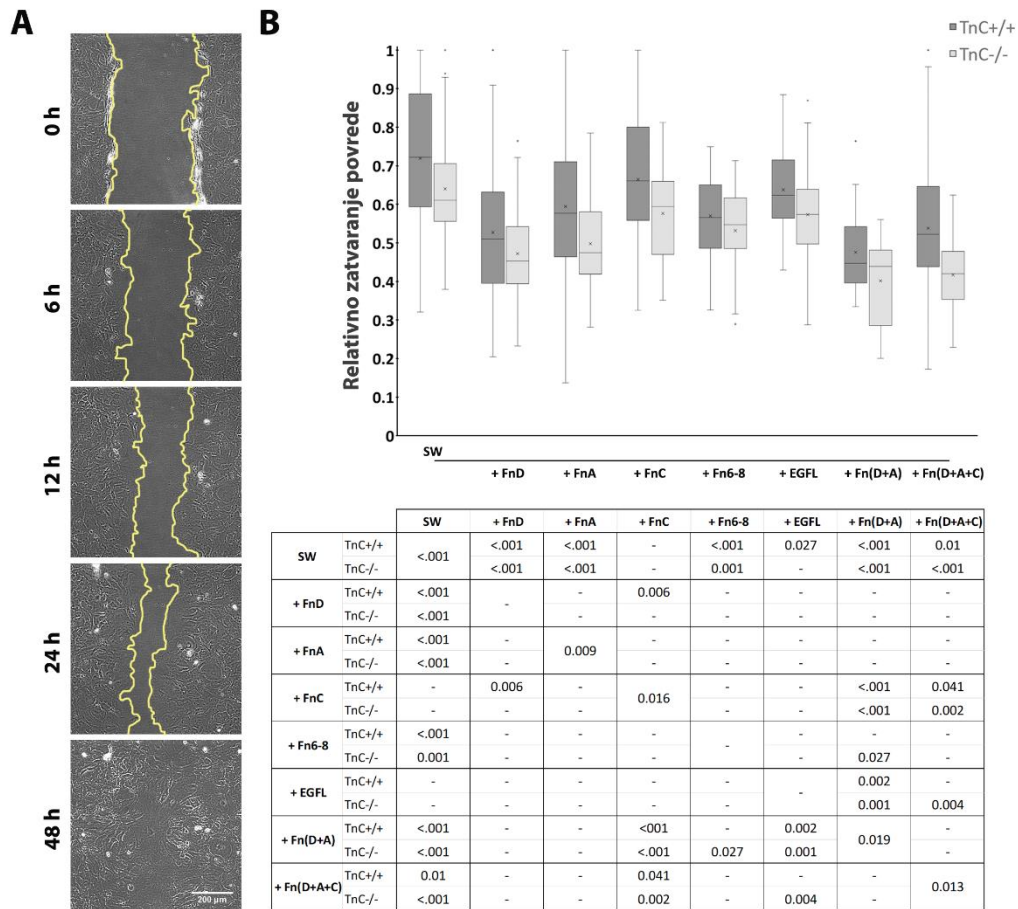 A
B
0 h
6 h
12 h
24 h
48 h
200 µm
TnC+/+
TnC-/-
Relativno zatvaranje povrede
1
0.9
0.8
0.7
0.6
0.5
0.4
0.3
0.2
0.1
0
SW
+ FnD + FnA + FnC + Fn6-8 + EGFL + Fn(D+A) + Fn(D+A+C)
SW + FnD + FnA + FnC + Fn6-8 + EGFL + Fn(D+A) + Fn(D+A+C)
SW TnC+/+ <.001 <.001 <.001 - <.001 0.027 <.001 0.01
TnC-/- <.001 <.001 - 0.001 - <.001 <.001
+ FnD TnC+/+ <.001 - - 0.006 - - - -
TnC-/- <.001 - - - - - -
+ FnA TnC+/+ <.001 - 0.009 - - - - -
TnC-/- <.001 - - - - - -
+ FnC TnC+/+ - 0.006 - 0.016 - - <.001 0.041
TnC-/- - - - - - <.001 0.002
+ Fn6-8 TnC+/+ <.001 - - - - - - -
TnC-/- 0.001 - - - - 0.027 -
+ EGFL TnC+/+ - - - - - - 0.002 -
TnC-/- - - - - - 0.001 0.004
+ Fn(D+A) TnC+/+ <.001 - - <001 - 0.002 0.019 -
TnC-/- <.001 - - <.001 0.027 0.001 -
+ Fn(D+A+C) TnC+/+ 0.01 - - 0.041 - - - 0.013
TnC-/- <.001 - - 0.002 - 0.004 -